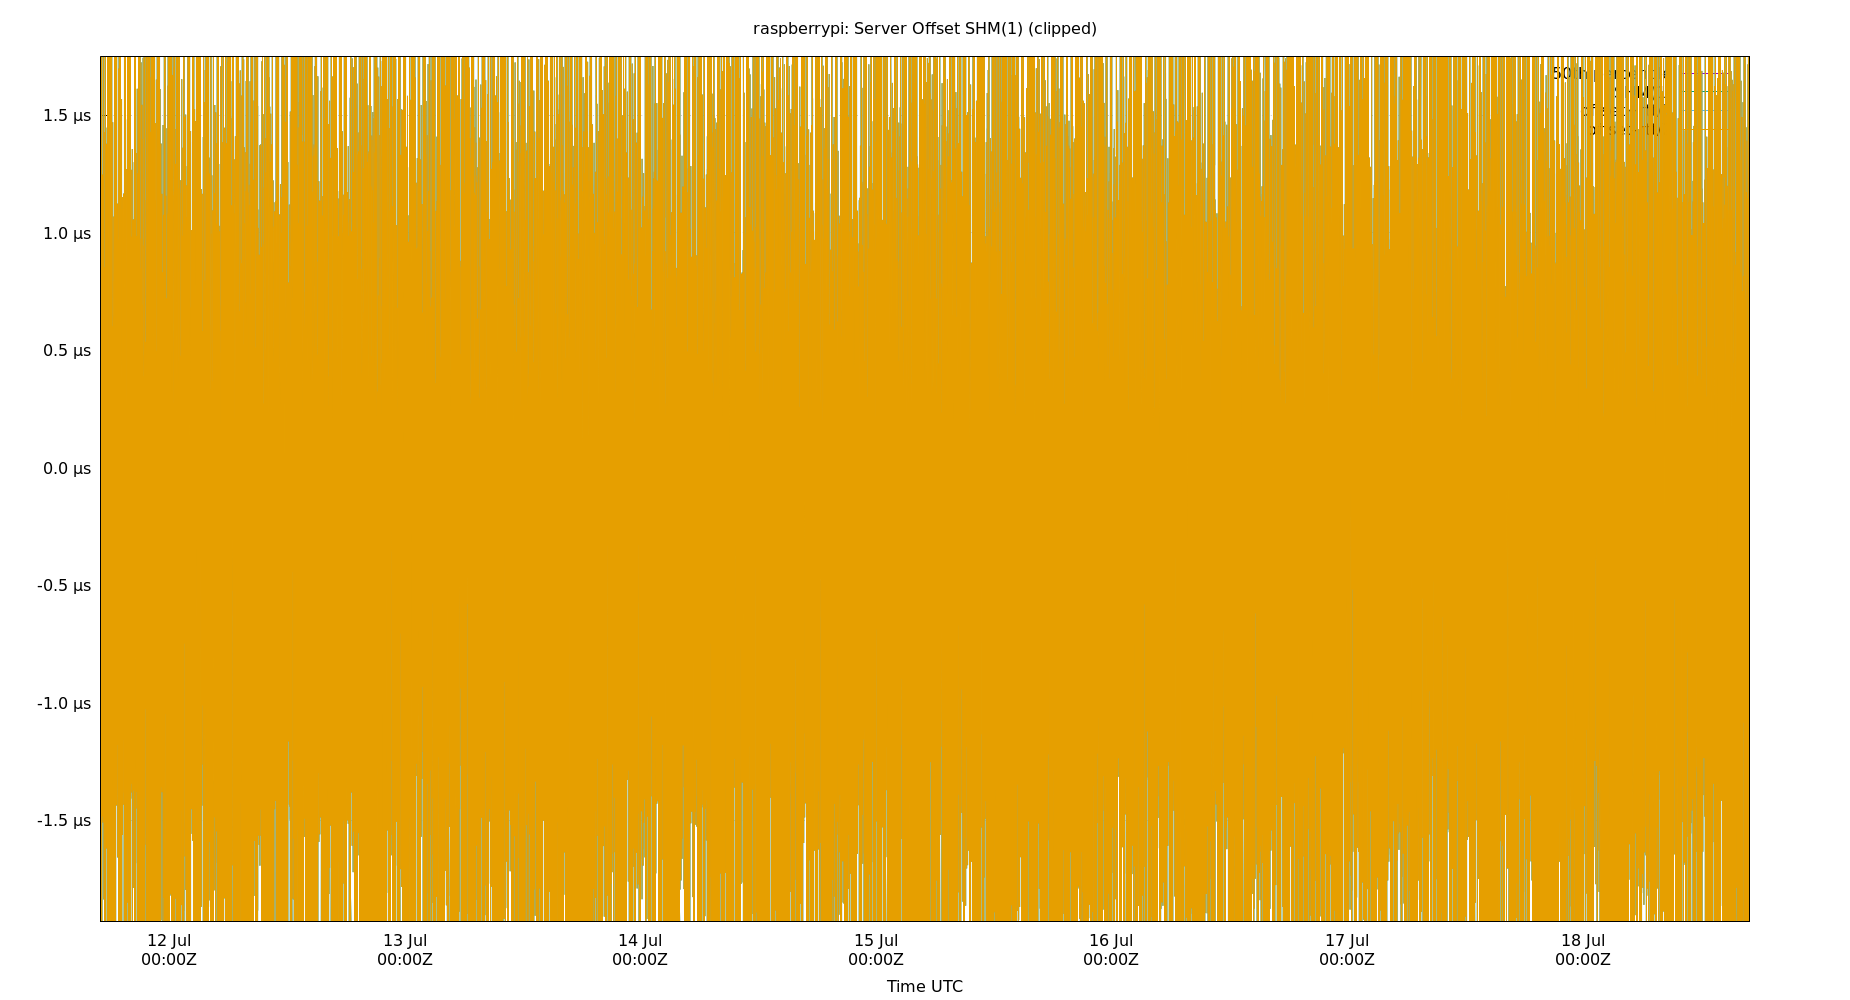 raspberrypi: Server Offset SHM(1) (clipped)
1.5 µs
1.0 µs
0.5 µs
0.0 µs
-0.5 µs
-1.0 µs
-1.5 µs
12 Jul 13 Jul 14 Jul 15 Jul 16 Jul 17 Jul 18 Jul
00:00Z 00:00Z 00:00Z 00:00Z 00:00Z 00:00Z 00:00Z
Time UTC